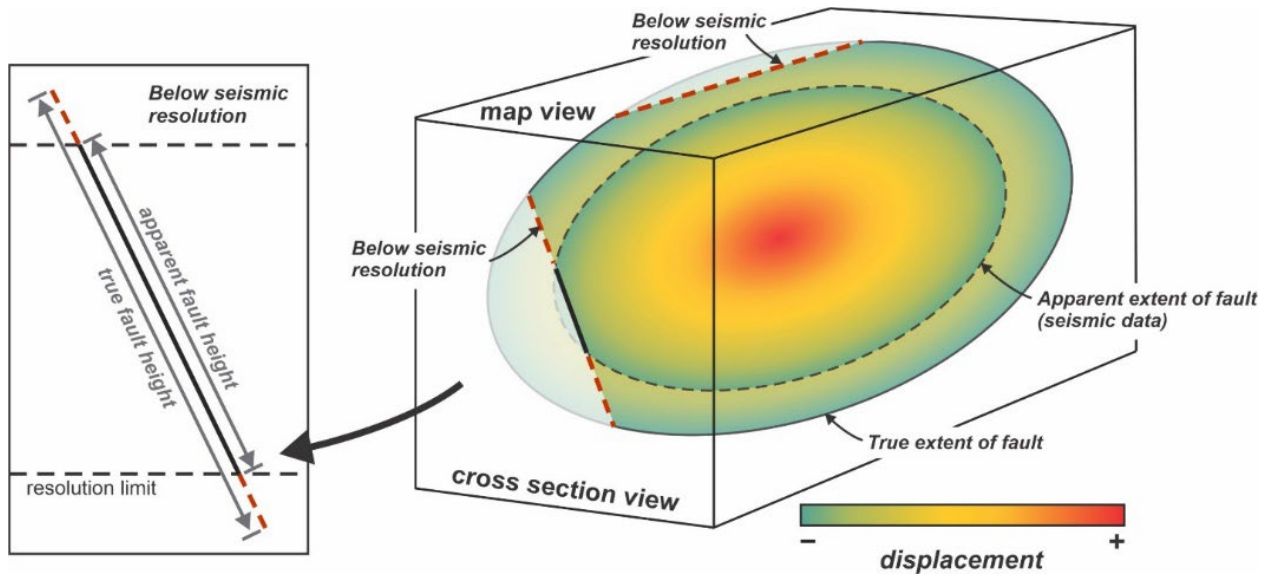 Below seismic
resolution
apparent fault height
true fault height
resolution limit
Below seismic
resolution
map view
Below seismic
resolution
Apparent extent of fault
(seismic data)
True extent of fault
cross section view
− +
displacement